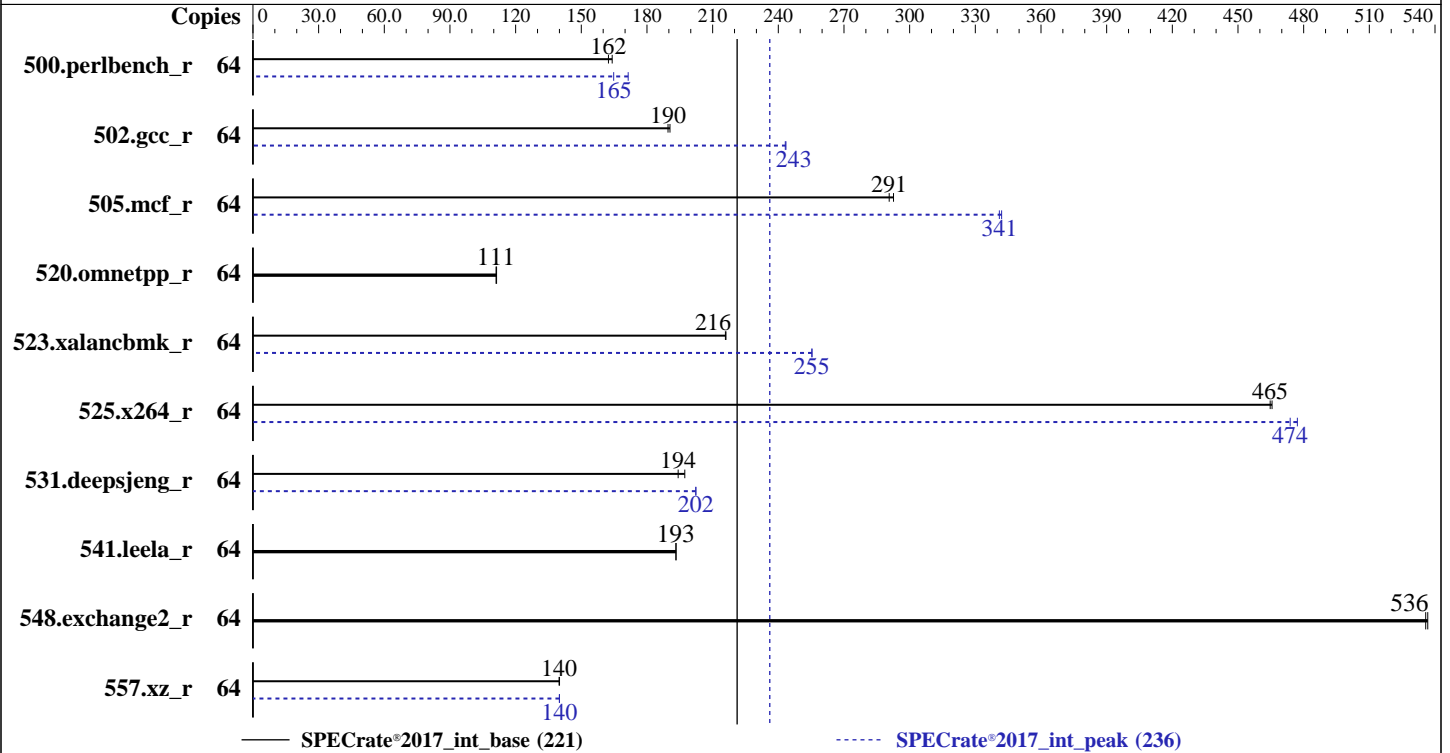 Copies 0 30.0 60.0 90.0 120 150 180 210 240 270 300 330 360 390 420 450 480 510 540
162
500.perlbench_r 64
165
190
502.gcc_r 64
243
291
505.mcf_r 64
341
111
520.omnetpp_r 64
216
523.xalancbmk_r 64
255
465
525.x264_r 64
474
194
531.deepsjeng_r 64
202
193
541.leela_r 64
536
548.exchange2_r 64
140
557.xz_r 64
140
SPECrate®2017_int_base (221) SPECrate®2017_int_peak (236)